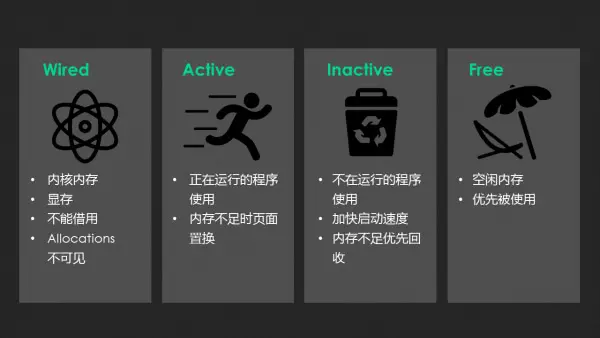 Wired
• 内核内存
• 显存
• 不能借用
• Allocations
不可见
Active
• 正在运行的程序
使用
• 内存不足时页面
置换
Inactive
• 不在运行的程序
使用
• 加快启动速度
• 内存不足优先回
收
Free
• 空闲内存
• 优先被使用